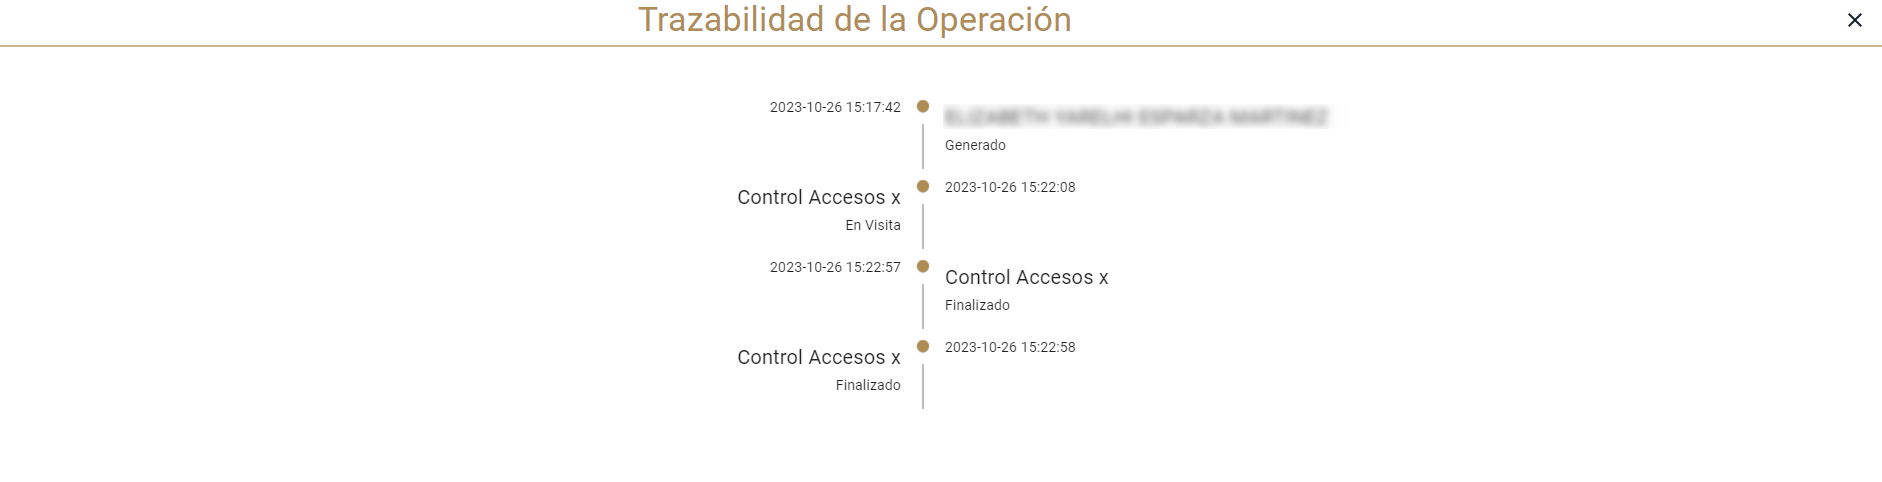 Trazabilidad de la Operación
2023-10-26 15:17:42
Generado
2023-10-26 15:22:08
Control Accesos x
En Visita
2023-10-26 15:22:57
Control Accesos x
Finalizado
2023-10-26 15:22:58
Control Accesos x
Finalizado